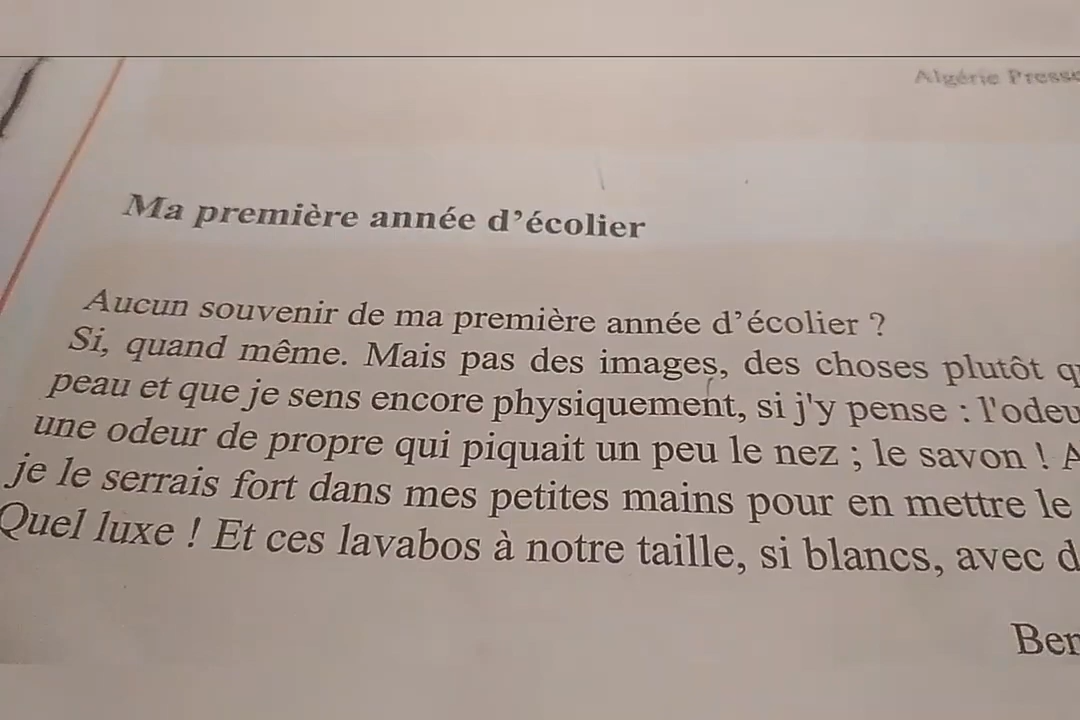 Algérie Presse
Ma première année d’écolier
Aucun souvenir de ma première année d’écolier ?
Si, quand même. Mais pas des images, des choses plutôt
peau et que je sens encore physiquement, si j'y pense :
une odeur de propre qui piquait un peu le nez ; le savon !
je le serrais fort dans mes petites mains pour en mettre le
Quel luxe ! Et ces lavabos à notre taille, si blancs, avec